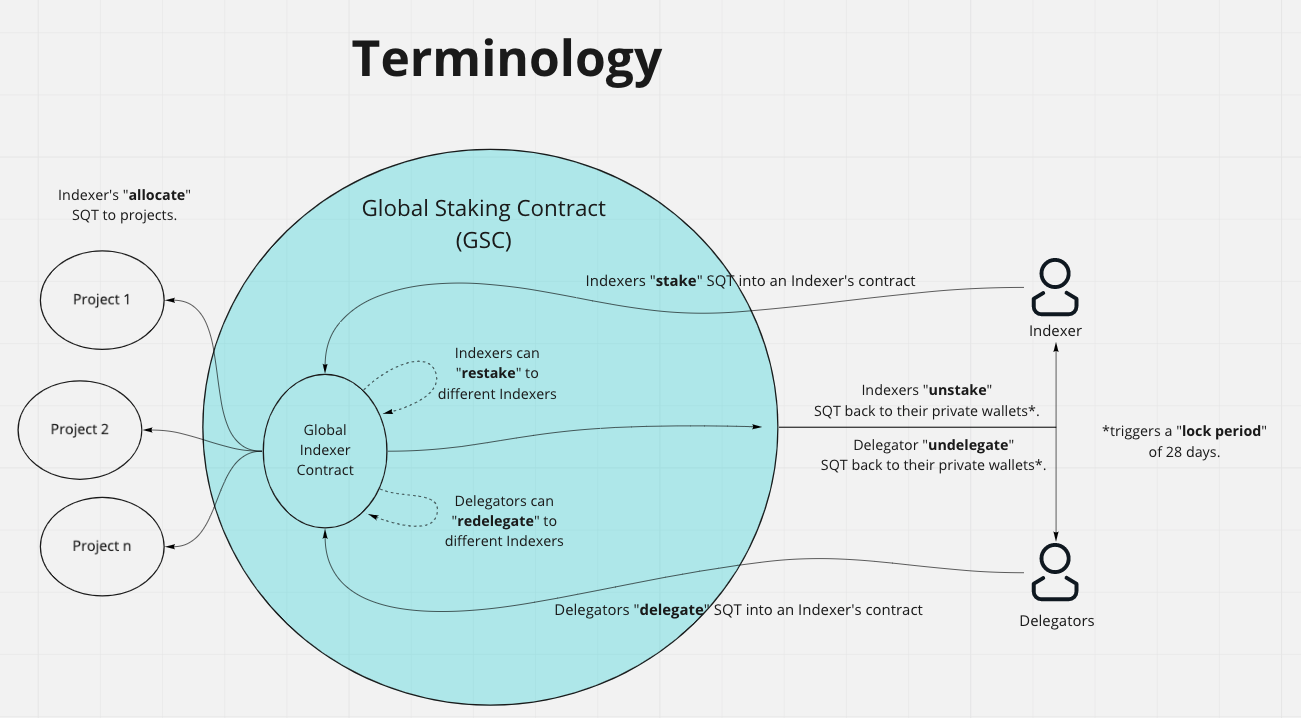 Terminology
Indexer's "allocate"
SQT to projects.
Global Staking Contract
(GSC)
Indexers "stake" SQT into an Indexer's contract
Project 1
Indexer
Indexers can
"restake" to
different Indexers
Indexers "unstake"
SQT back to their private wallets*.
Project 2
Global
Indexer
Contract
*triggers a "lock period"
of 28 days.
Delegator "undelegate"
SQT back to their private wallets*.
Delegators can
"redelegate" to
different Indexers
Project n
Delegators "delegate" SQT into an Indexer's contract
Delegators